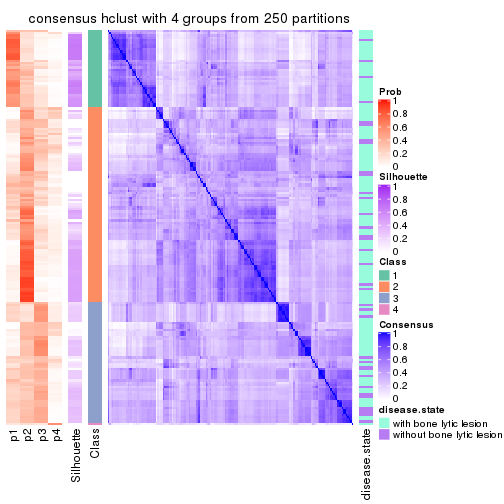 consensus hclust with 4 groups from 250 partitions
Prob
1
0.8
0.6
0.4
0.2
0
Silhouette
1
0.8
0.6
0.4
0.2
0
Class
1
2
3
4
Consensus
1
0.8
0.6
0.4
0.2
0
disease.state
with bone lytic lesion
without bone lytic lesion
p1
p2
p3
p4
Silhouette
Class
disease.state